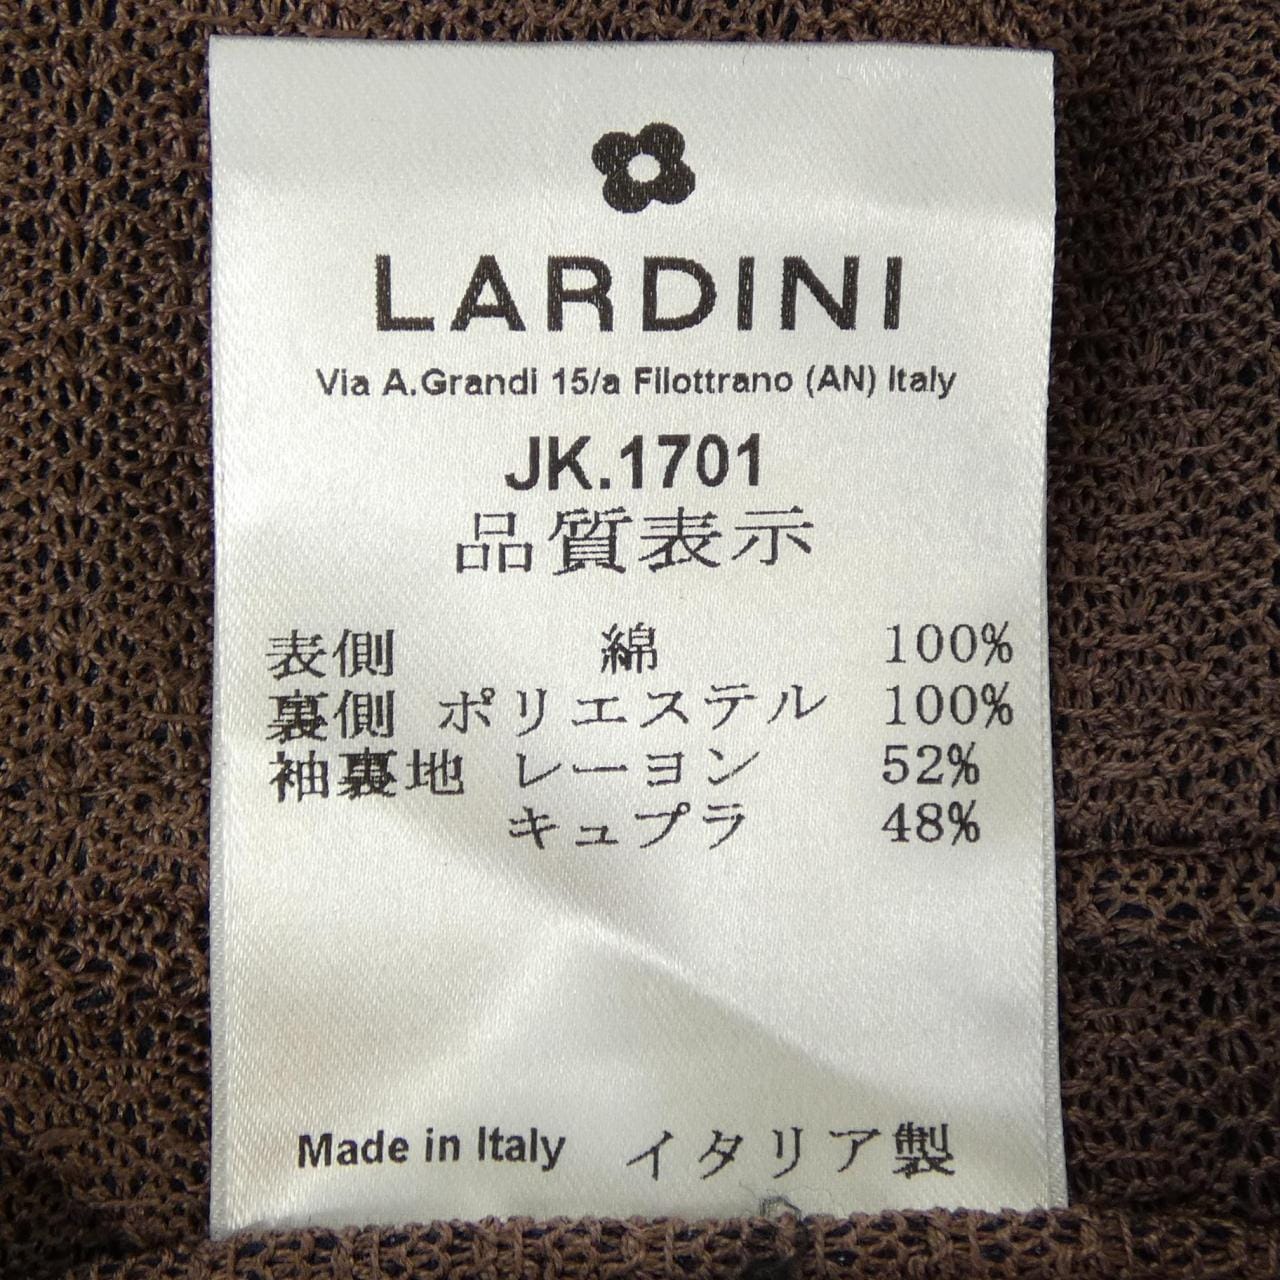 LARDINI
Via A.Grandi 15/a Filottrano (AN) Italy
JK.1701
品質表示
表側 綿 100%
裏側 ポリエステル 100%
袖裏地 レーヨン 52%
キュプラ 48%
Made in Italy イタリア製